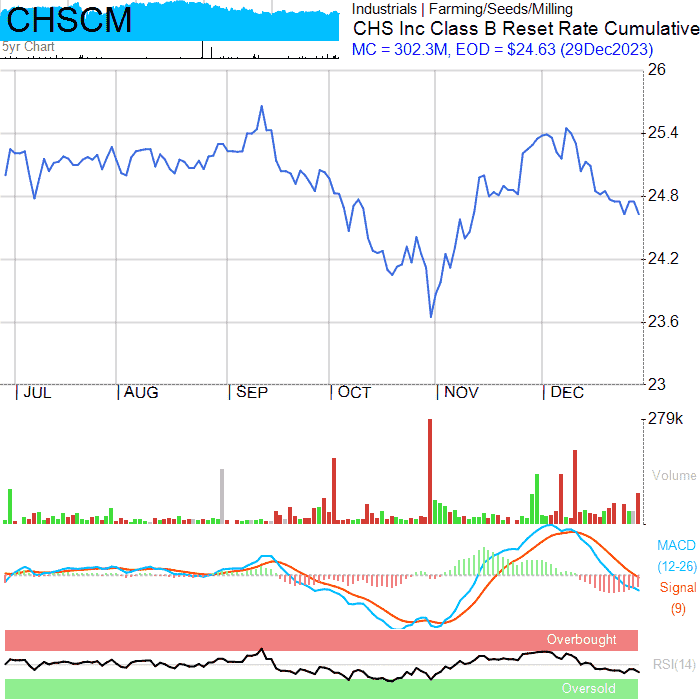 CHSCM
5yr Chart
Industrials | Farming/Seeds/Milling
CHS Inc Class B Reset Rate Cumulative
MC = 302.3M, EOD = $24.63 (29Dec2023)
26
25.4
24.8
24.2
23.6
23
| JUL | AUG | SEP | OCT | NOV | DEC
279k
Volume
MACD
(12-26)
Signal
(9)
Overbought
RSI(14)
Oversold